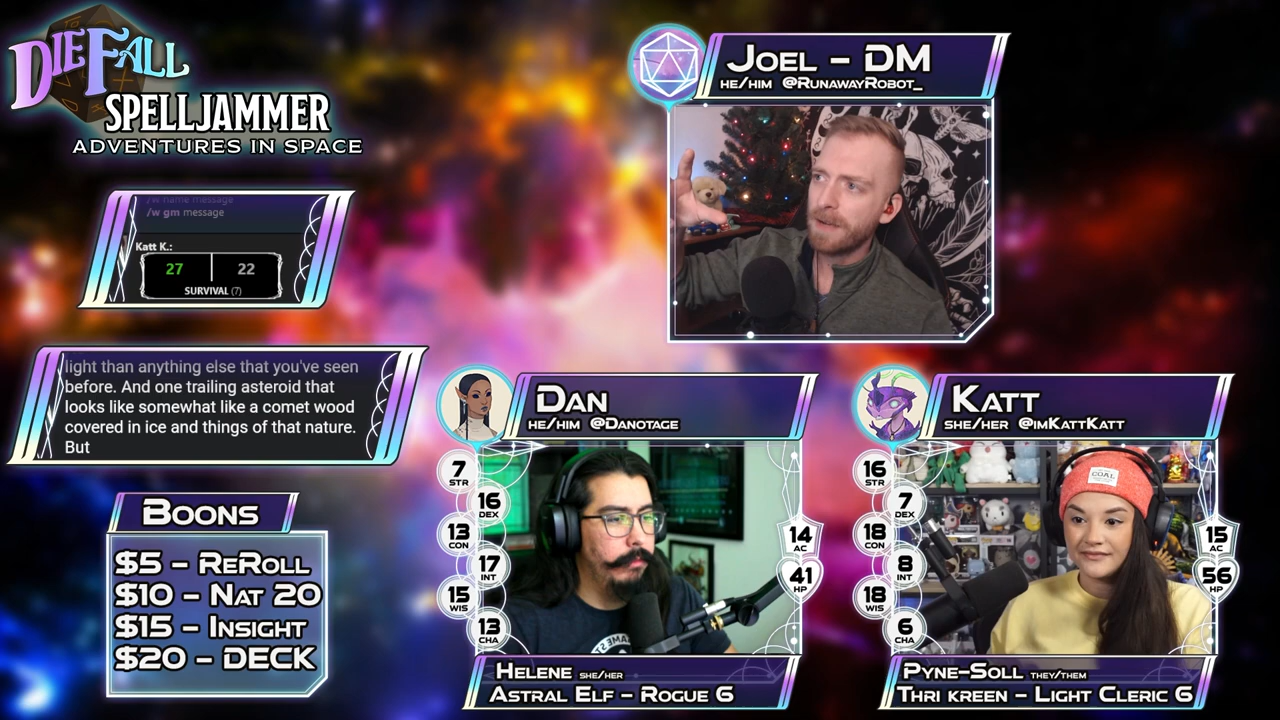 DIEFALL
SPELLJAMMER
ADVENTURES IN SPACE
JOEL – DM
HE/HIM @RUNAWAYROBOT_
/w name message
/w gm message
Katt K.:
27 22
SURVIVAL (7)
light than anything else that you've seen
before. And one trailing asteroid that
looks like somewhat like a comet wood
covered in ice and things of that nature.
But
BOONS
$5 – REROLL
$10 – NAT 20
$15 – INSIGHT
$20 – DECK
DAN
HE/HIM @DANOTAGE
7
STR
16
DEX
13
CON
17
INT
15
WIS
13
CHA
14
AC
41
HP
HELENE SHE/HER
ASTRAL ELF – ROGUE 6
KATT
SHE/HER @IMKATTKATT
16
STR
7
DEX
18
CON
8
INT
18
WIS
6
CHA
15
AC
56
HP
COAL
PYNE-SOLL THEY/THEM
THRI KREEN – LIGHT CLERIC 6